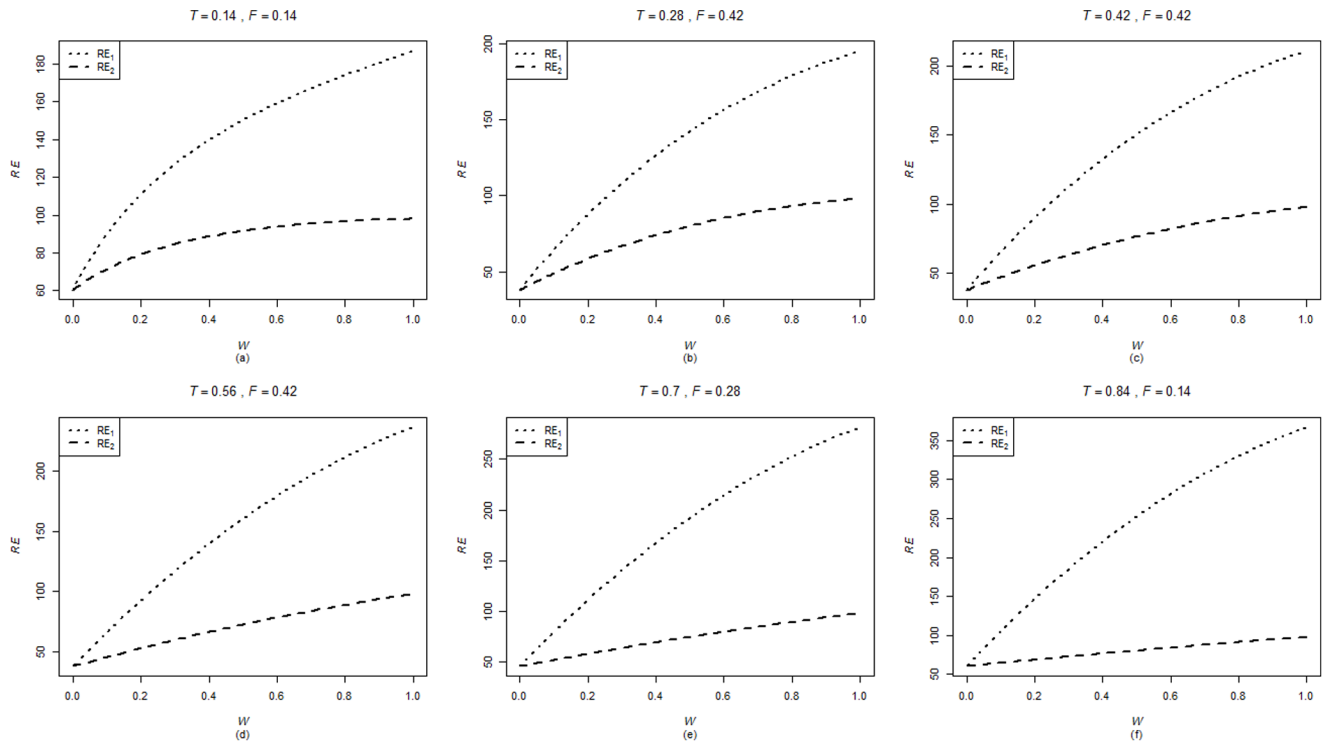 T = 0.14 , F = 0.14
RE1
RE2
RE
180
160
140
120
100
80
60
0.0 0.2 0.4 0.6 0.8 1.0
W
(a)
T = 0.28 , F = 0.42
RE1
RE2
RE
200
150
100
50
0.0 0.2 0.4 0.6 0.8 1.0
W
(b)
T = 0.42 , F = 0.42
RE1
RE2
RE
200
150
100
50
0.0 0.2 0.4 0.6 0.8 1.0
W
(c)
T = 0.56 , F = 0.42
RE1
RE2
RE
200
150
100
50
0.0 0.2 0.4 0.6 0.8 1.0
W
(d)
T = 0.7 , F = 0.28
RE1
RE2
RE
250
200
150
100
50
0.0 0.2 0.4 0.6 0.8 1.0
W
(e)
T = 0.84 , F = 0.14
RE1
RE2
RE
350
300
250
200
150
100
50
0.0 0.2 0.4 0.6 0.8 1.0
W
(f)